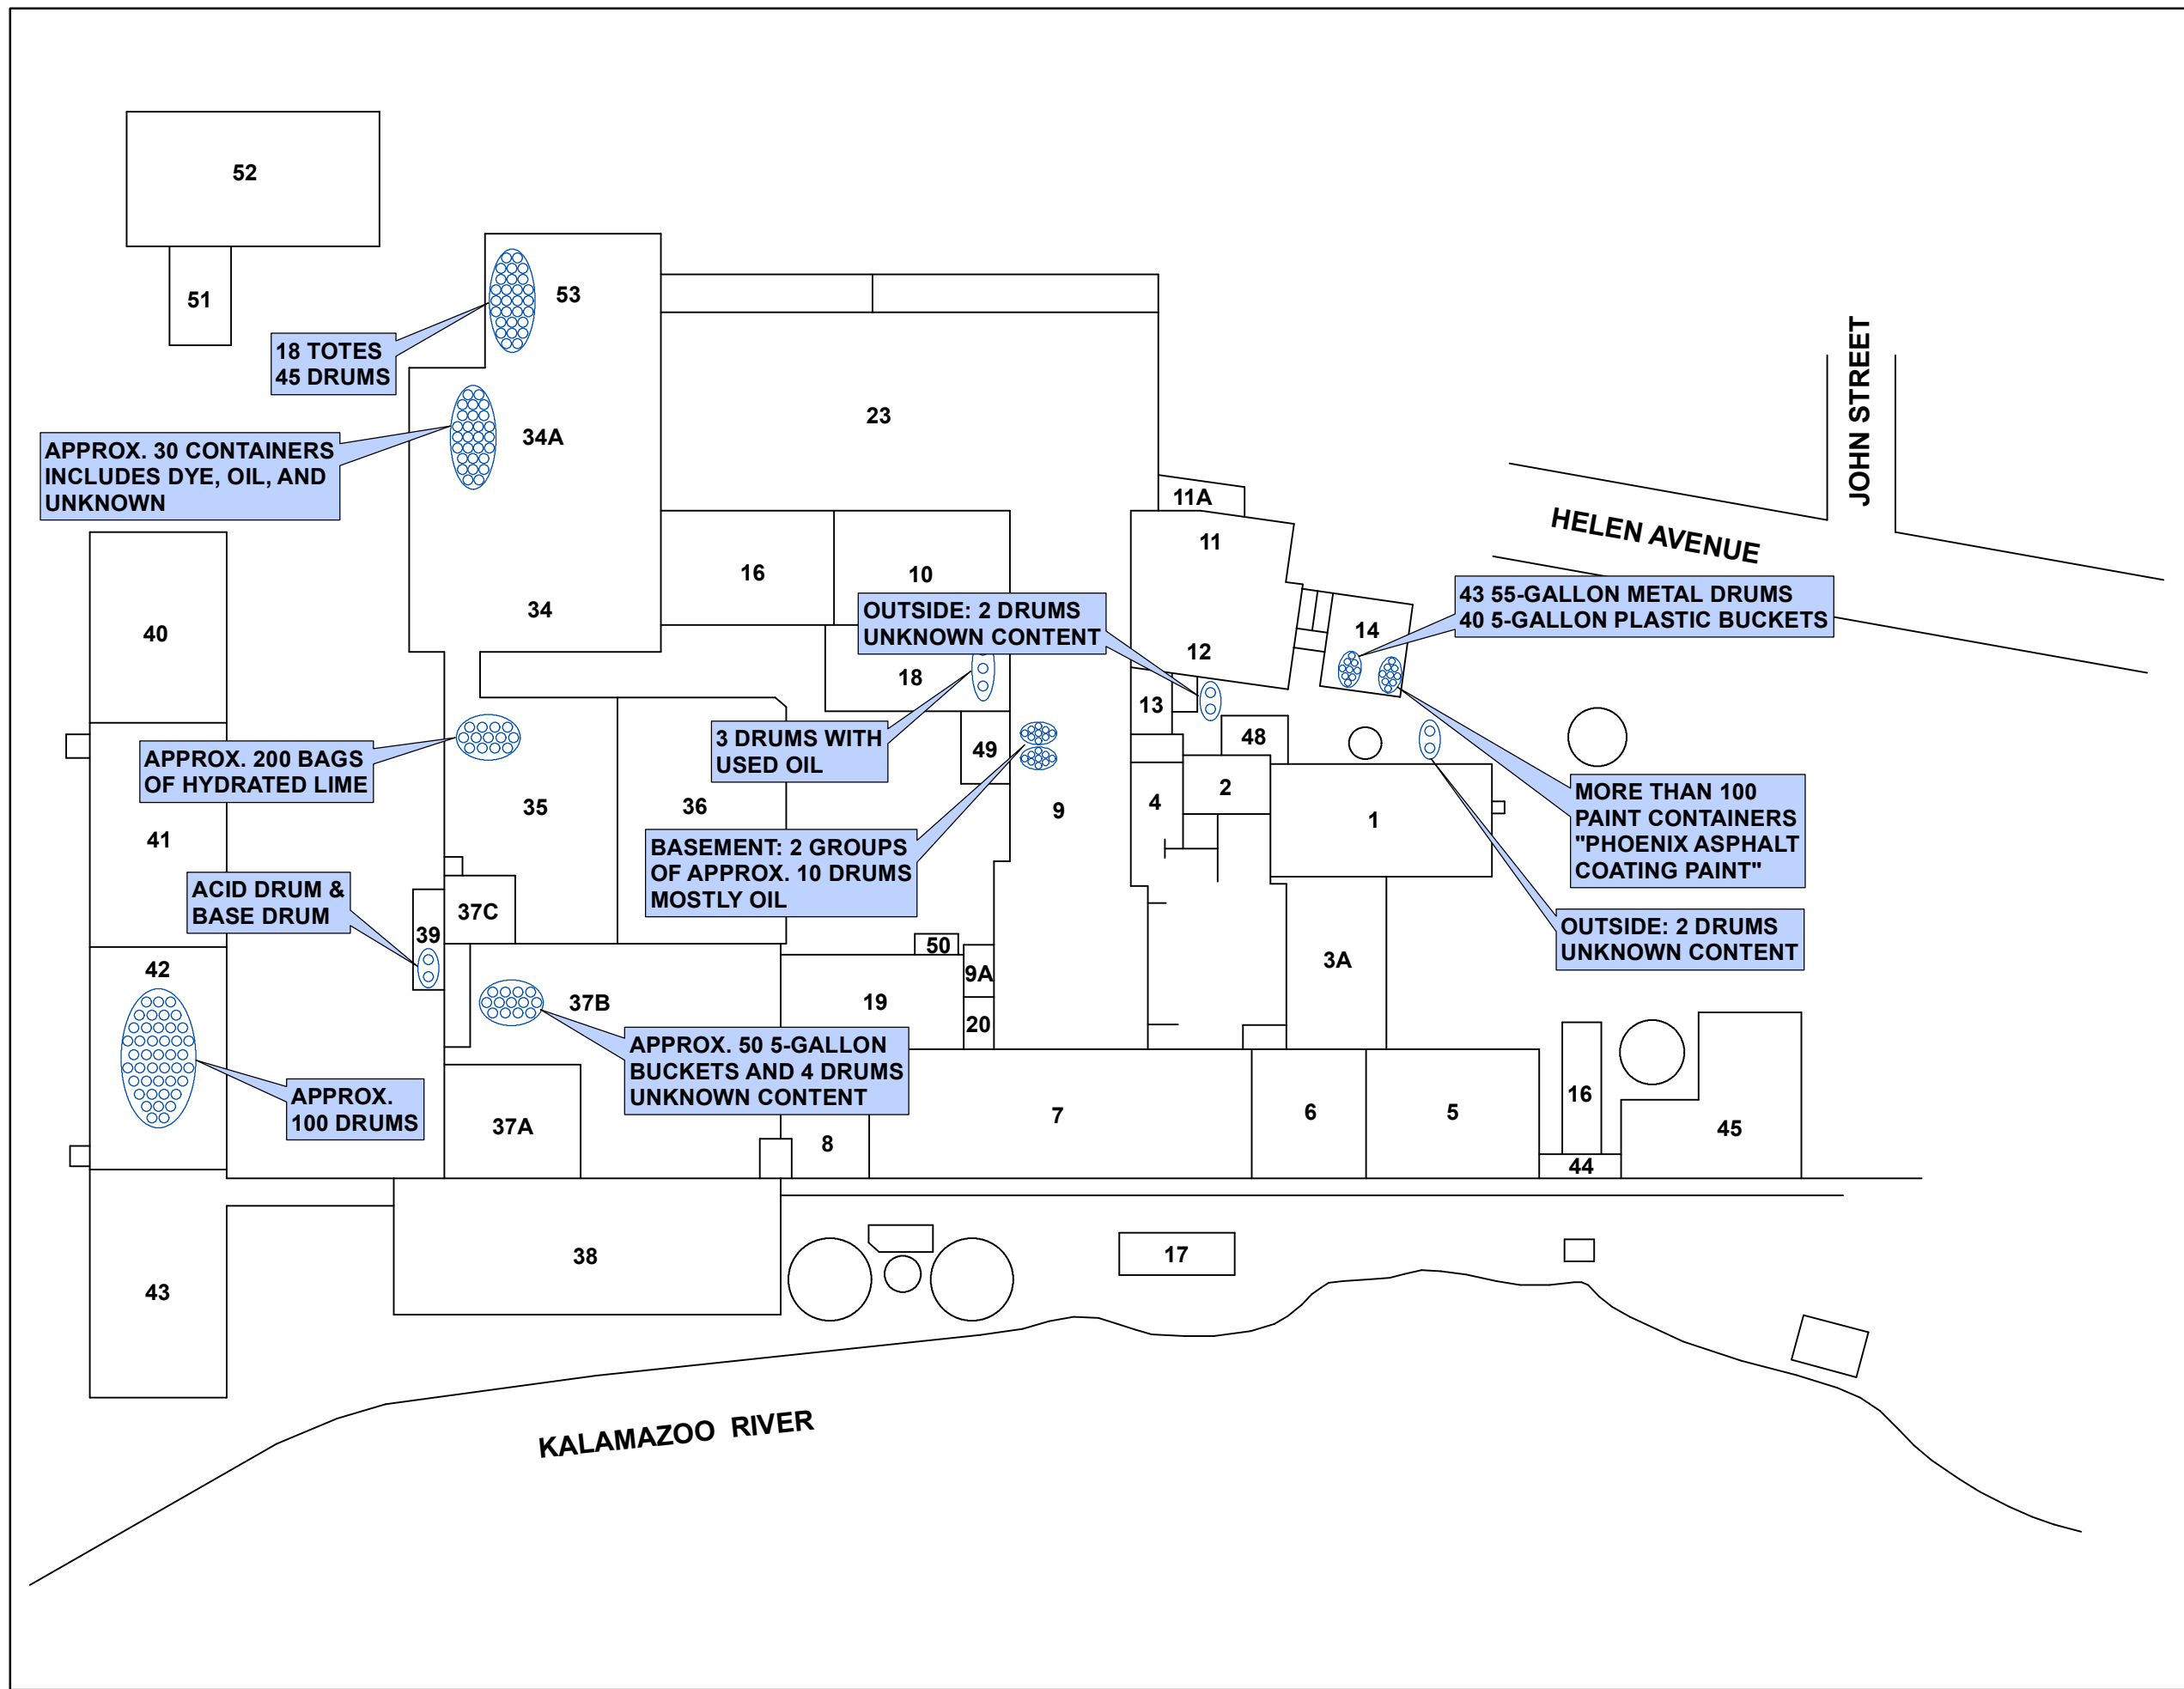 52
51
53
18 TOTES
45 DRUMS
34A
23
APPROX. 30 CONTAINERS
INCLUDES DYE, OIL, AND
UNKNOWN
JOHN STREET
HELEN AVENUE
11A
11
16
10
34
40
OUTSIDE: 2 DRUMS
UNKNOWN CONTENT
43 55-GALLON METAL DRUMS
40 5-GALLON PLASTIC BUCKETS
14
12
18
13
48
49
3 DRUMS WITH
USED OIL
APPROX. 200 BAGS
OF HYDRATED LIME
35
36
9
4
2
1
MORE THAN 100
PAINT CONTAINERS
"PHOENIX ASPHALT
COATING PAINT"
41
BASEMENT: 2 GROUPS
OF APPROX. 10 DRUMS
MOSTLY OIL
ACID DRUM &
BASE DRUM
37C
39
OUTSIDE: 2 DRUMS
UNKNOWN CONTENT
50
9A
3A
42
37B
19
20
APPROX. 50 5-GALLON
BUCKETS AND 4 DRUMS
UNKNOWN CONTENT
APPROX.
100 DRUMS
37A
8
7
6
5
16
45
44
38
17
43
KALAMAZOO RIVER